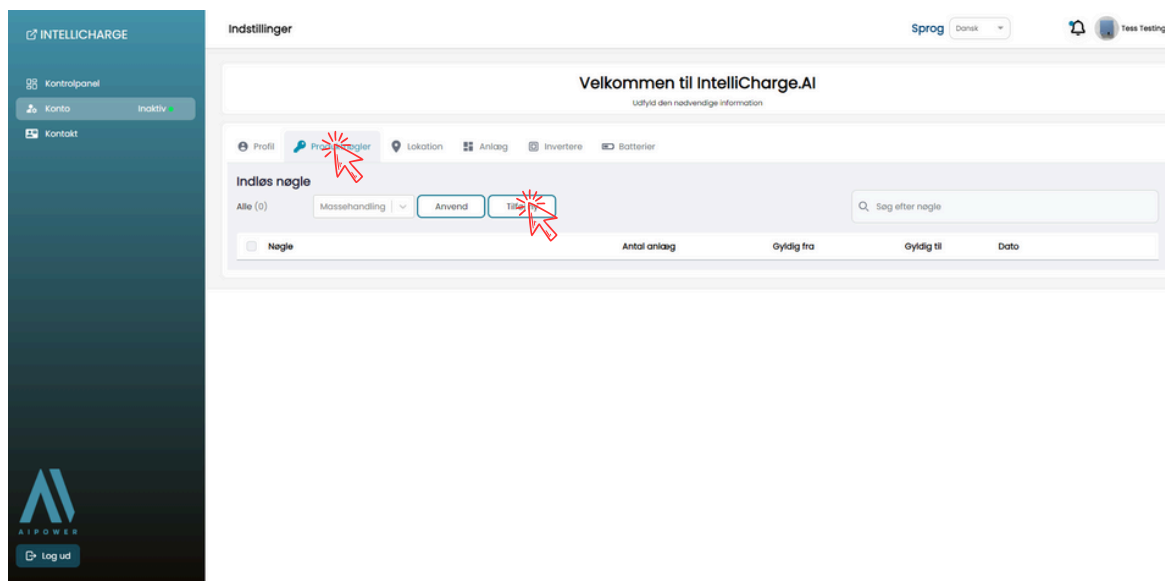 INTELLICHARGE
Kontrolpanel
Konto Inaktiv
Kontakt
AIPOWER
Log ud
Indstillinger
Sprog Dansk
Tess Testing
Velkommen til IntelliCharge.AI
Udfyld den nødvendige information
Profil
Lokation Anlæg Invertere Batterier
Indløs nøgle
Alle (0) Massehandling Anvend
Søg efter nøgle
Nøgle Antal anlæg Gyldig fra Gyldig til Dato